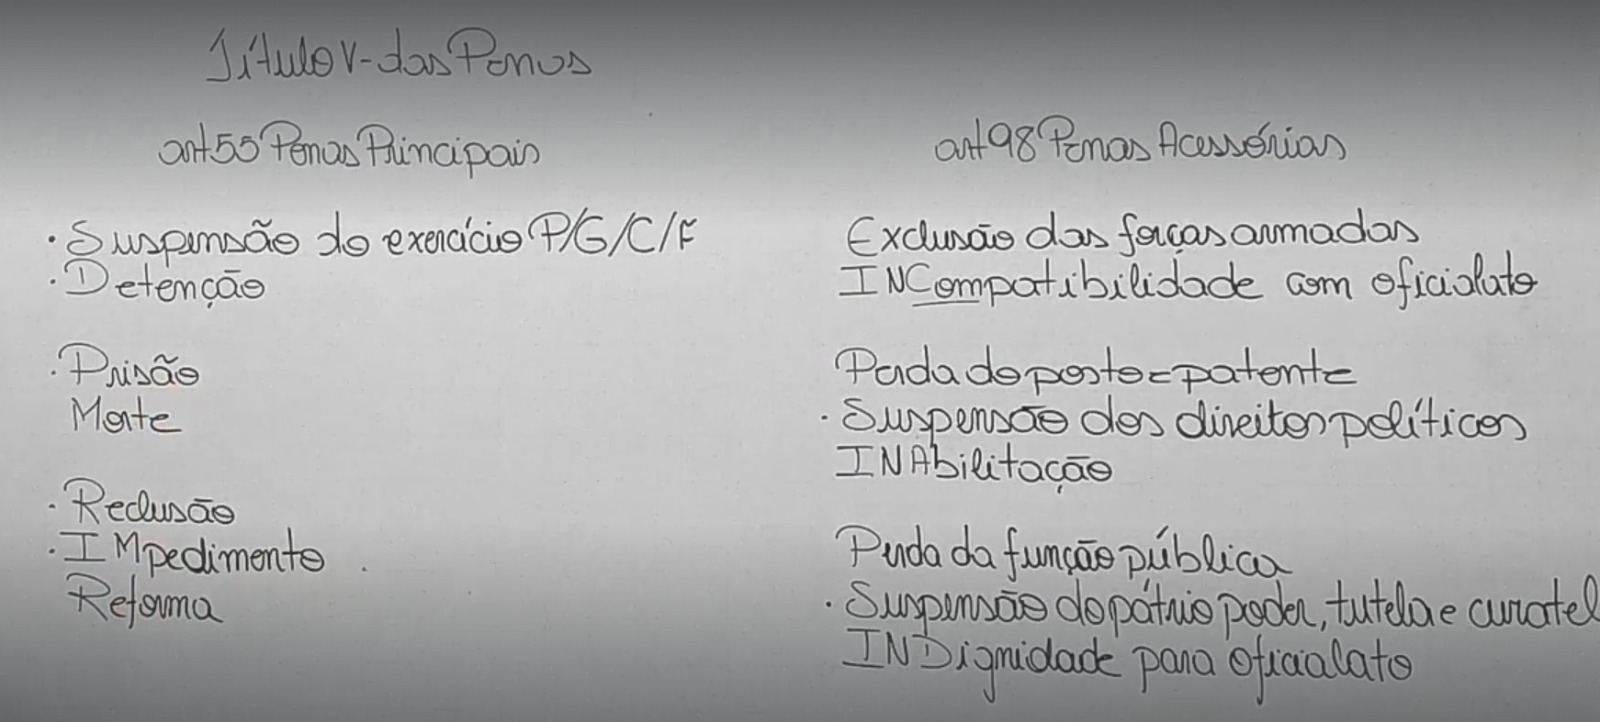 Título V - das Penas
art 55 Penas Principais
• Suspensão do exercício P/G/C/F
• Detenção
• Prisão
Morte
• Reclusão
• IMpedimento .
Reforma
art 98 Penas Acessórias
Exclusão das forças armadas
INCompatibilidade com oficialato
Perda do posto e patente
• Suspensão dos direitos políticos
INAbilitação
Perda da função pública
• Suspensão do pátrio poder, tutela e curatel
INDignidade para oficialato